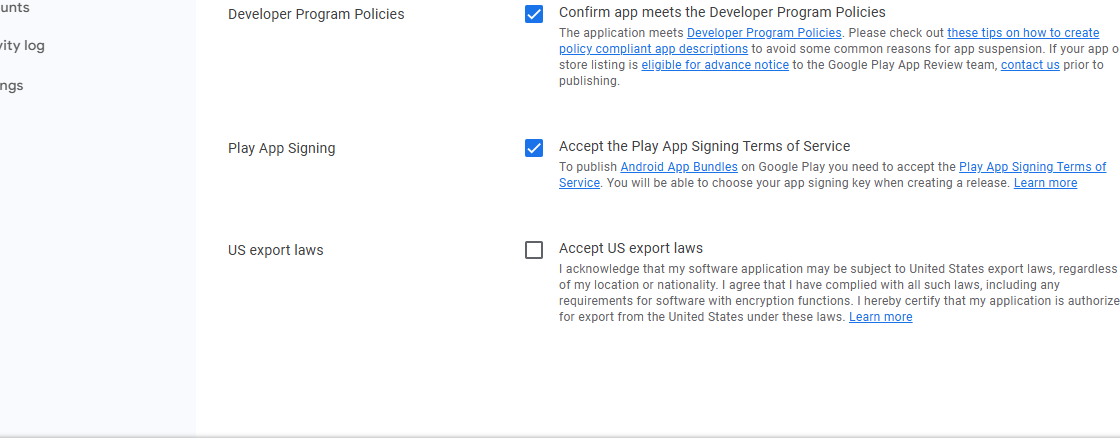 unts
vity log
ngs
Developer Program Policies
Confirm app meets the Developer Program Policies
The application meets Developer Program Policies. Please check out these tips on how to create
policy compliant app descriptions to avoid some common reasons for app suspension. If your app o
store listing is eligible for advance notice to the Google Play App Review team, contact us prior to
publishing.
Play App Signing
Accept the Play App Signing Terms of Service
To publish Android App Bundles on Google Play you need to accept the Play App Signing Terms of
Service. You will be able to choose your app signing key when creating a release. Learn more
US export laws
Accept US export laws
I acknowledge that my software application may be subject to United States export laws, regardless
of my location or nationality. I agree that I have complied with all such laws, including any
requirements for software with encryption functions. I hereby certify that my application is authorize
for export from the United States under these laws. Learn more